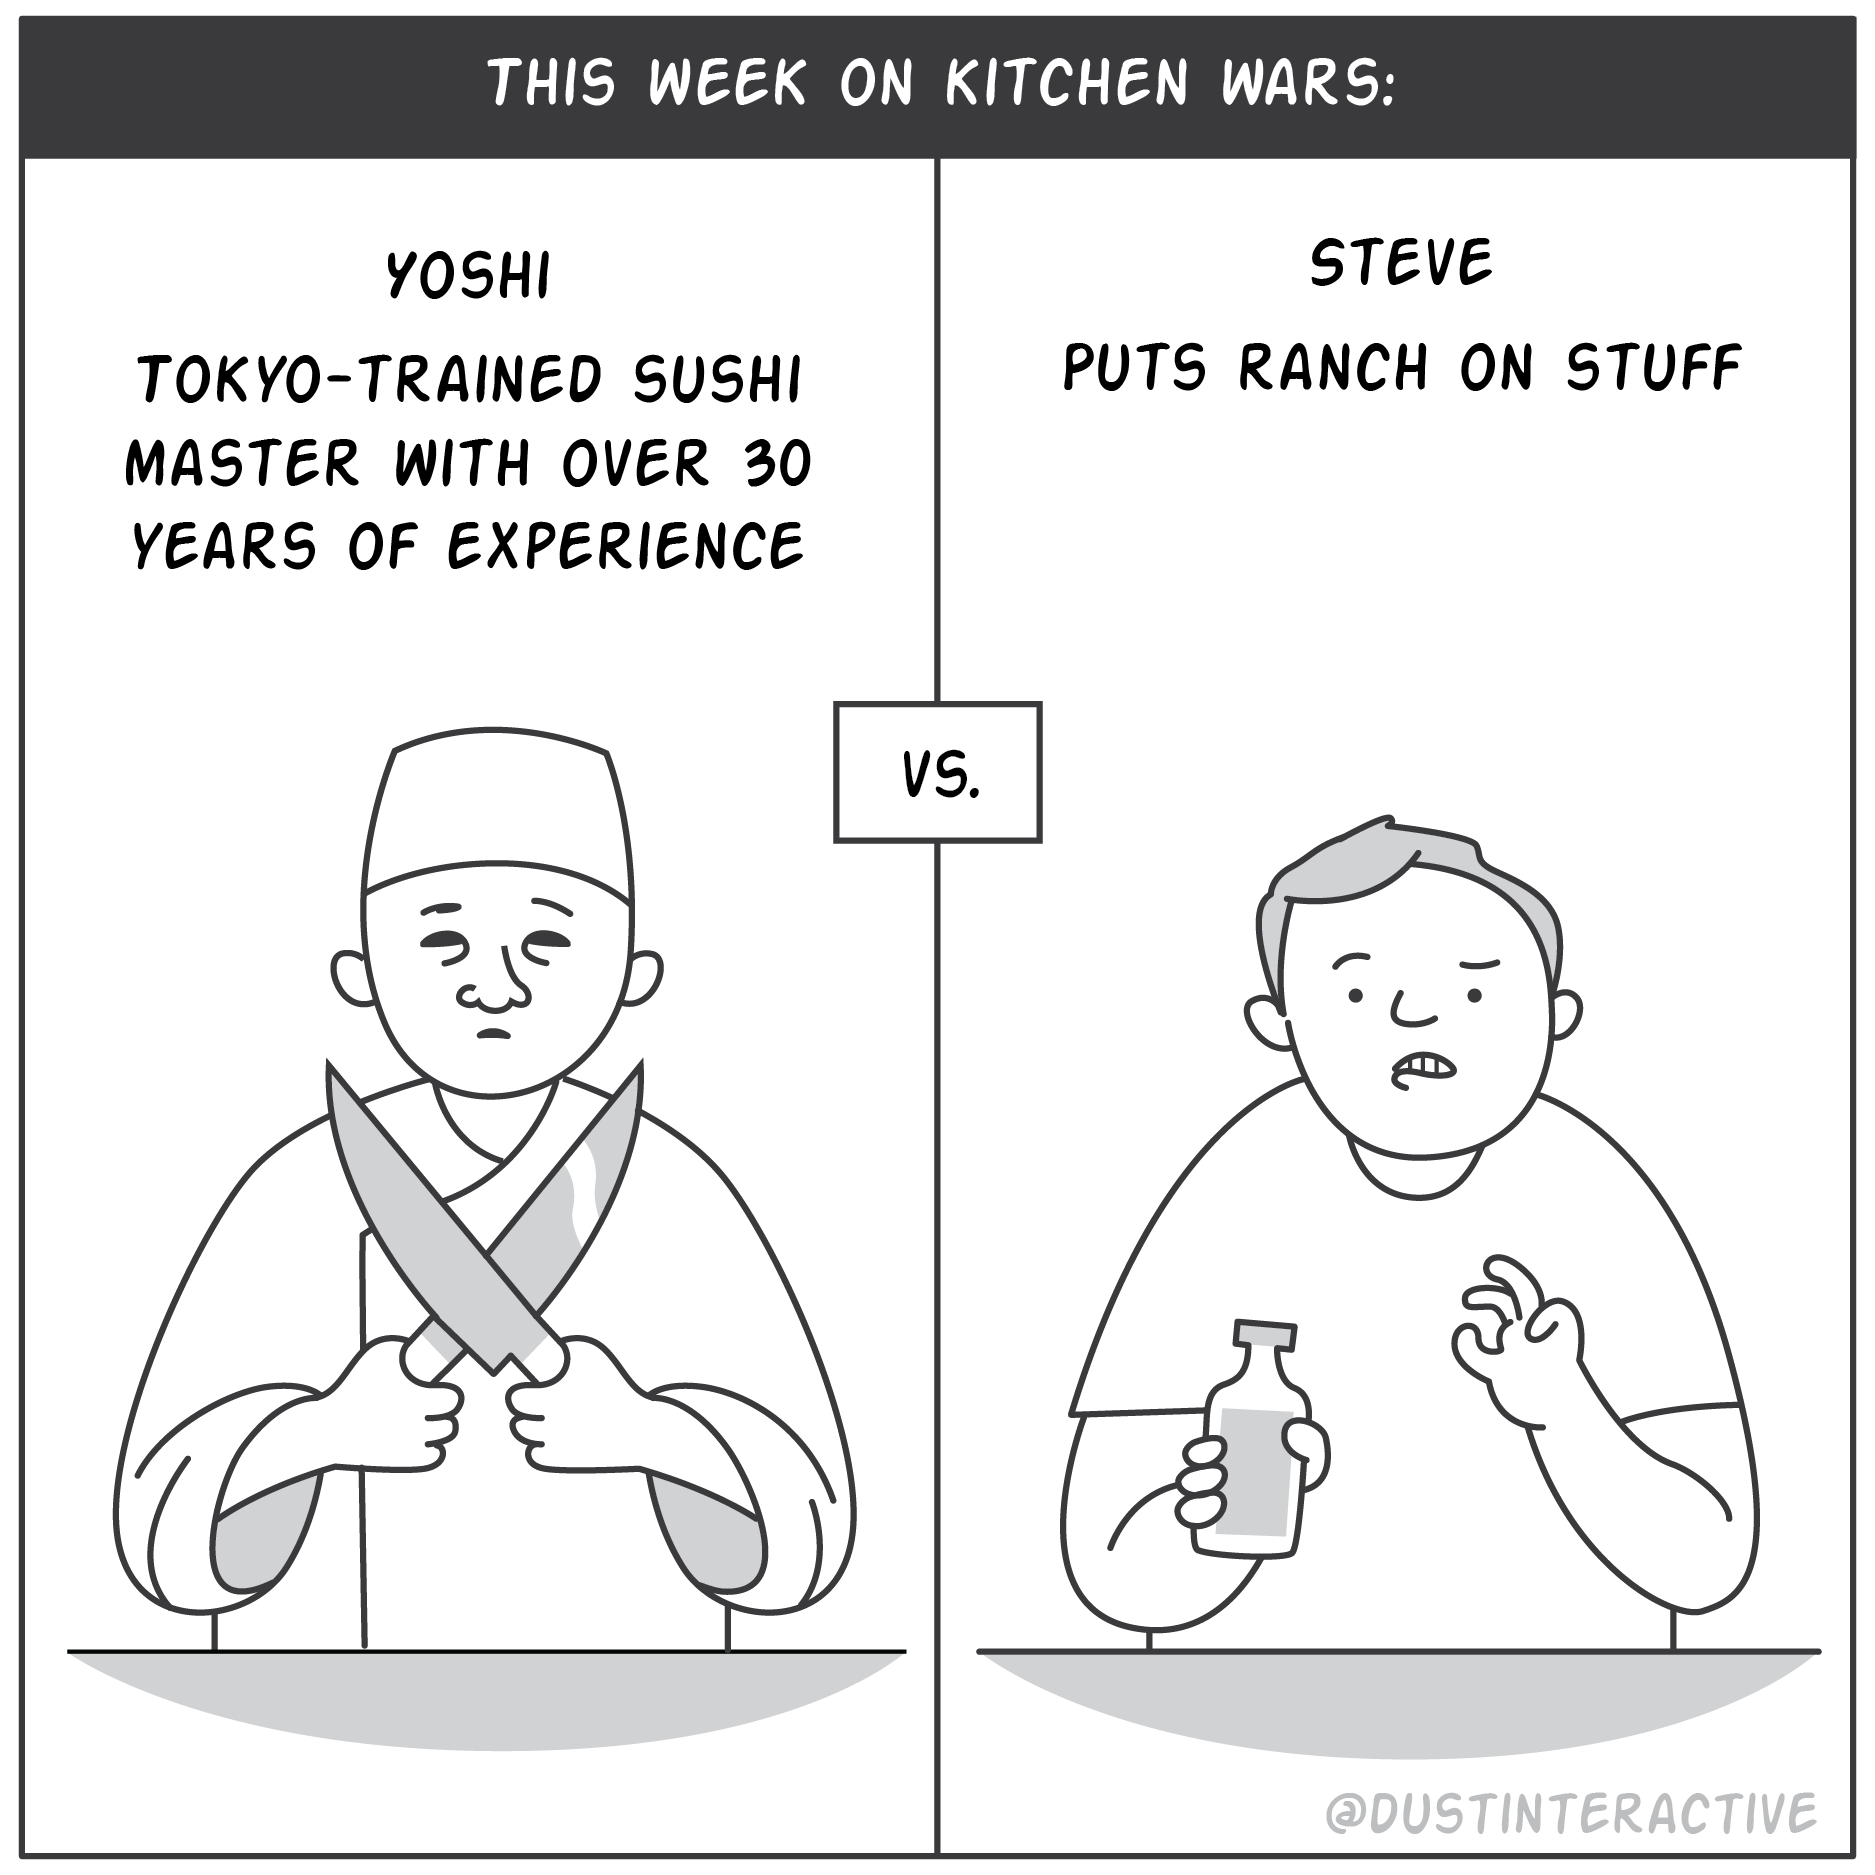 THIS WEEK ON KITCHEN WARS:
YOSHI
TOKYO-TRAINED SUSHI
MASTER WITH OVER 30
YEARS OF EXPERIENCE
VS.
STEVE
PUTS RANCH ON STUFF
@DUSTINTERACTIVE